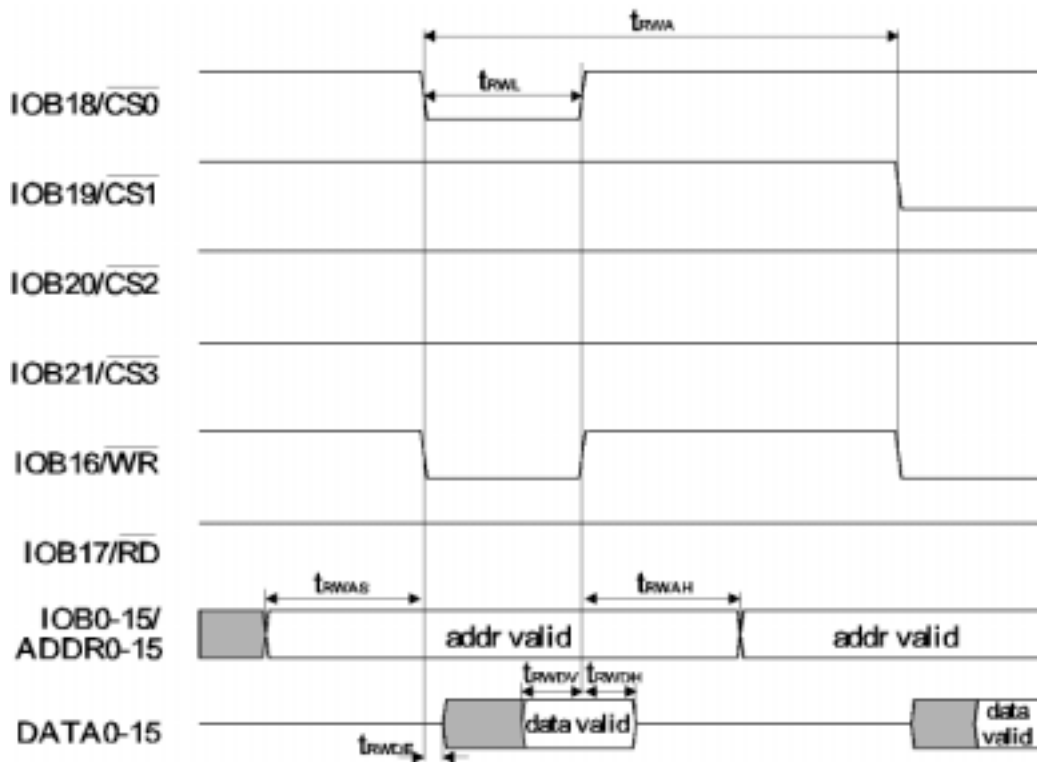 tRWA
IOB18/CS0
tRWL
IOB19/CS1
IOB20/CS2
IOB21/CS3
IOB16/WR
IOB17/RD
tRWAS
tRWAH
IOB0-15/
ADDR0-15
addr valid
addr valid
tRWDV
tRWDH
DATA0-15
data valid
data
valid
tRWDE